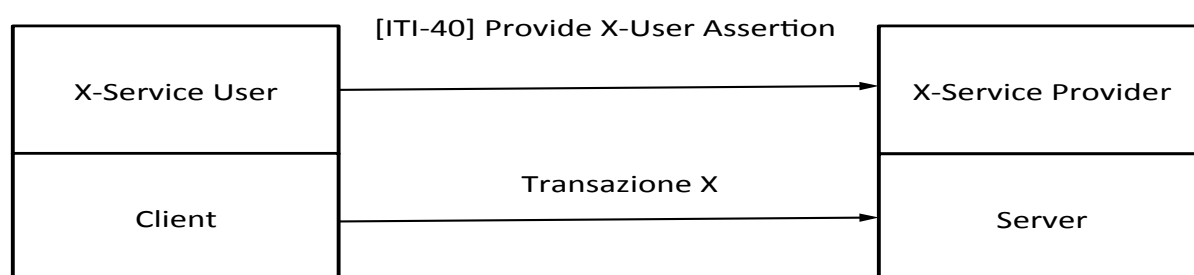 [ITI-40] Provide X-User Assertion
X-Service User
X-Service Provider
Transazione X
Client
Server